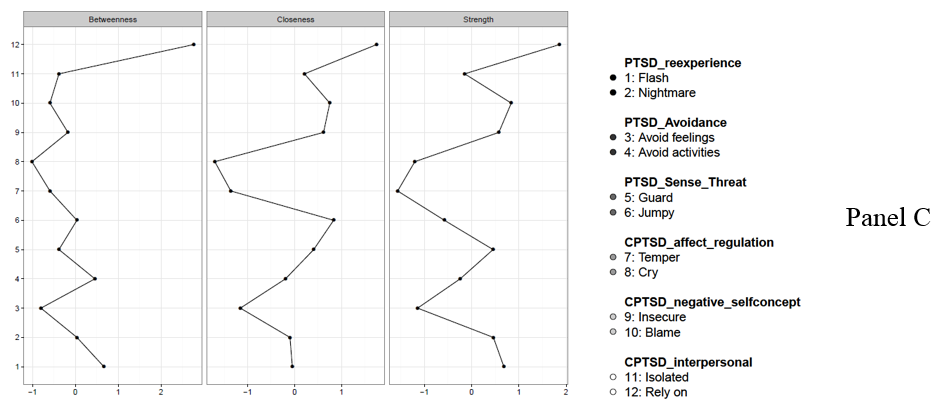 Betweenness Closeness Strength
12
11
10
9
8
7
6
5
4
3
2
1
−1 0 1 2 −1 0 1 −1 0 1 2
PTSD_reexperience
1: Flash
2: Nightmare
PTSD_Avoidance
3: Avoid feelings
4: Avoid activities
PTSD_Sense_Threat
5: Guard
6: Jumpy
CPTSD_affect_regulation
7: Temper
8: Cry
CPTSD_negative_selfconcept
9: Insecure
10: Blame
CPTSD_interpersonal
11: Isolated
12: Rely on
Panel C